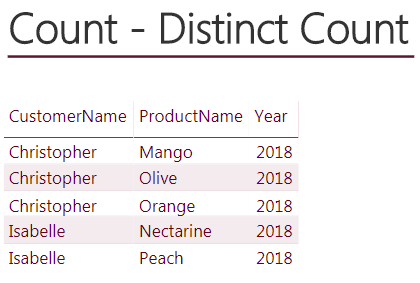 Count - Distinct Count
CustomerName ProductName Year
Christopher Mango 2018
Christopher Olive 2018
Christopher Orange 2018
Isabelle Nectarine 2018
Isabelle Peach 2018